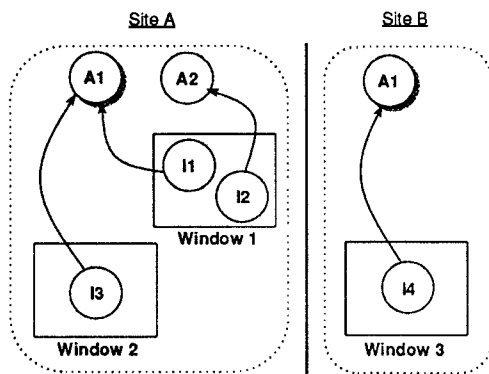 Site A
Site B
A1
A2
A1
I1
I2
Window 1
I3
I4
Window 2
Window 3